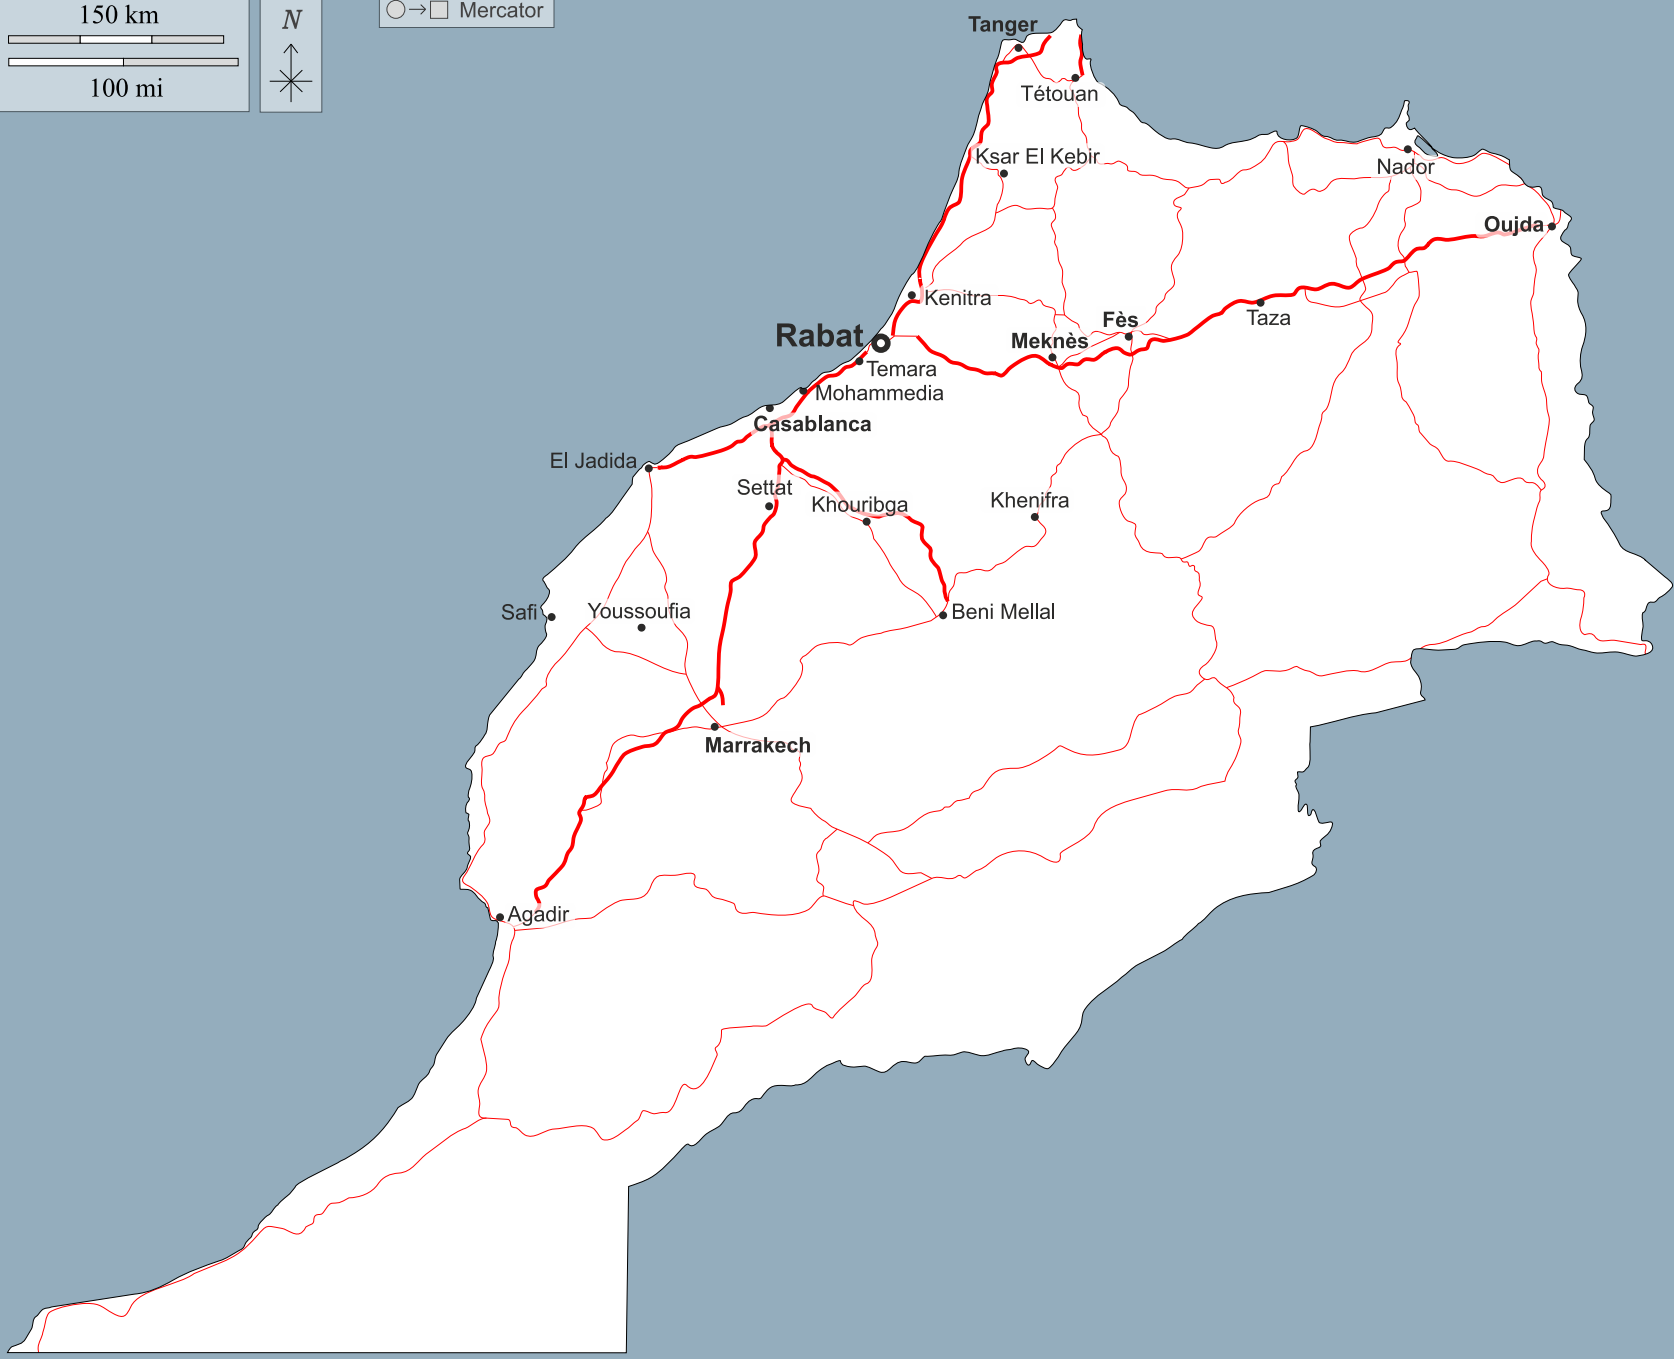 150 km
100 mi
N
Mercator
Tanger
Tétouan
Ksar El Kebir
Nador
Oujda
Kenitra
Taza
Fès
Rabat
Meknès
Temara
Mohammedia
Casablanca
El Jadida
Settat
Khouribga
Khenifra
Safi
Youssoufia
Beni Mellal
Marrakech
Agadir